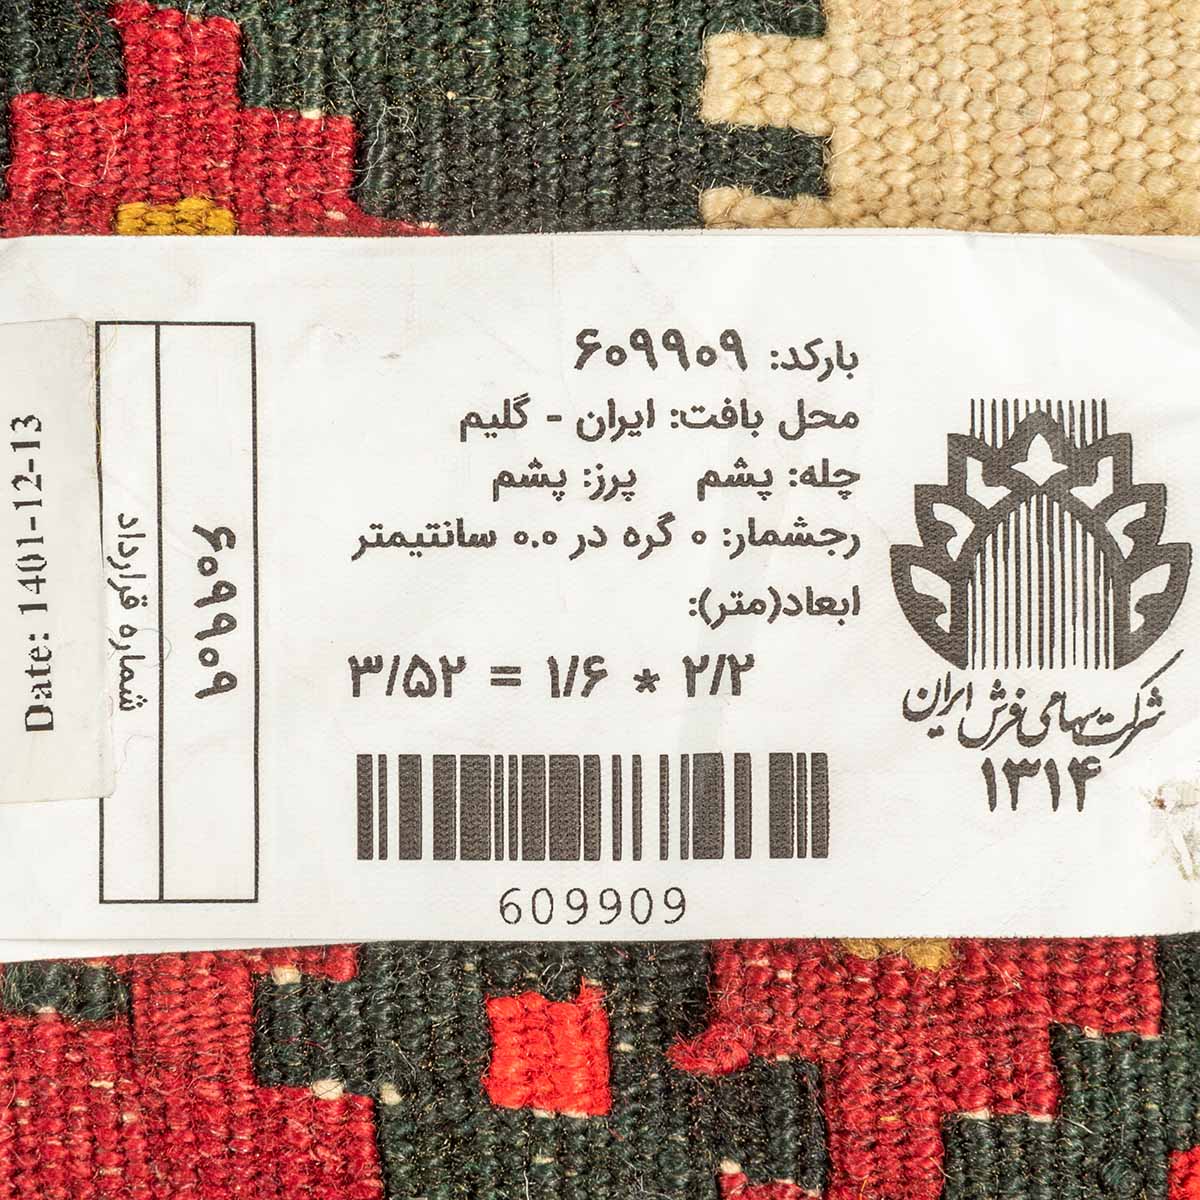 بارکد: ۶۰۹۹۰۹
محل بافت: ایران - گلیم
چله: پشم پرز: پشم
رجشمار: ۰ گره در ۰.۰ سانتیمتر
ابعاد(متر):
۳/۵۲ = ۱/۶ * ۲/۲
609909
شرکت سهامی فرش ایران
۱۳۱۴
۶۰۹۹۰۹
شماره قرارداد
Date: 1401-12-13